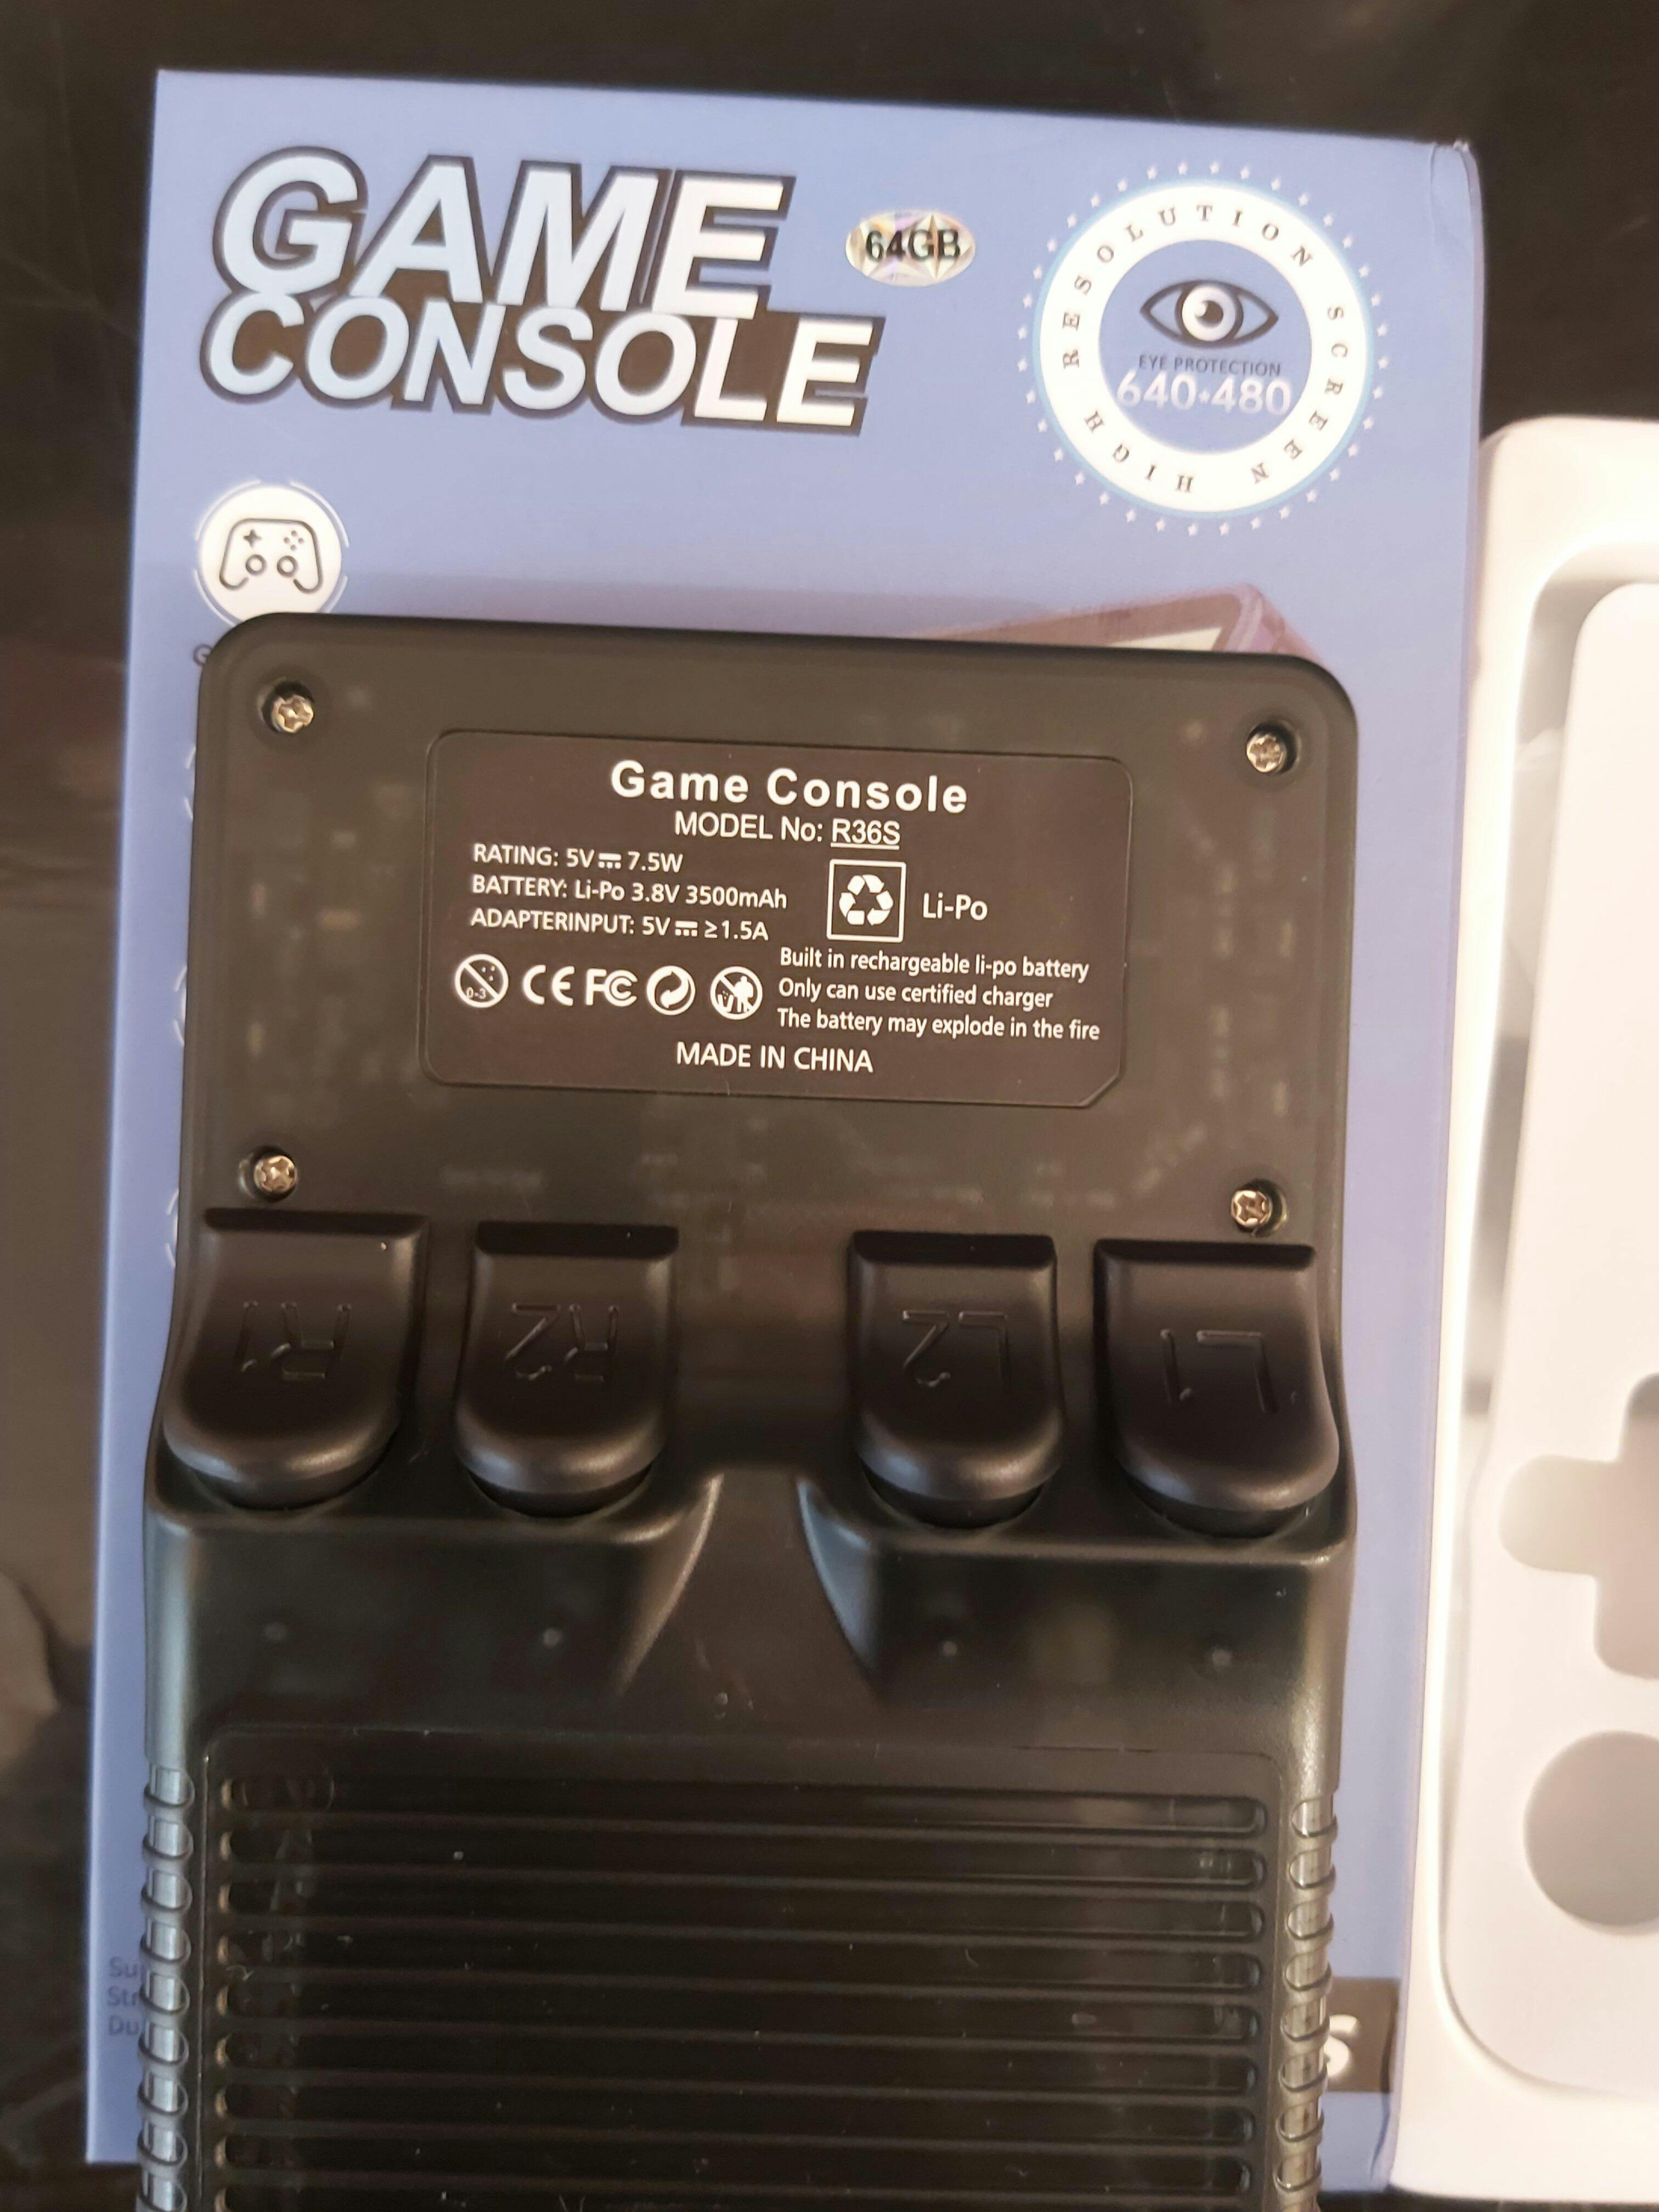 GAME
CONSOLE
64GB
HIGH RESOLUTION SCREEN
EYE PROTECTION
640*480
Game Console
MODEL No: R36S
RATING: 5V⎓7.5W
BATTERY: Li-Po 3.8V 3500mAh
ADAPTERINPUT: 5V⎓≥1.5A
Li-Po
0-3
CE FC
Built in rechargeable li-po battery
Only can use certified charger
The battery may explode in the fire
MADE IN CHINA
R1 R2 L2 L1